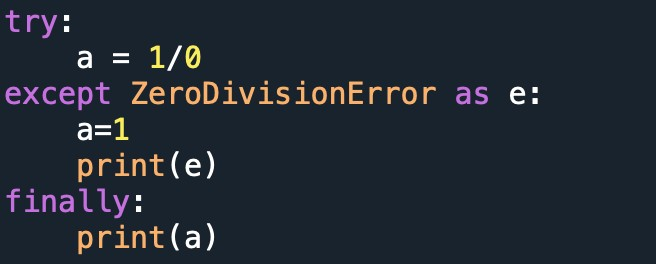 try:
    a = 1/0
except ZeroDivisionError as e:
    a=1
    print(e)
finally:
    print(a)